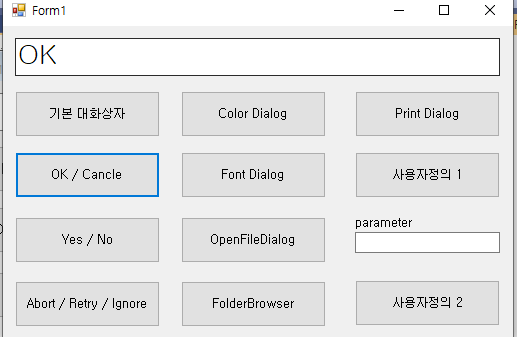 Form1
OK
기본 대화상자
Color Dialog
Print Dialog
OK / Cancle
Font Dialog
사용자정의 1
Yes / No
OpenFileDialog
parameter
Abort / Retry / Ignore
FolderBrowser
사용자정의 2